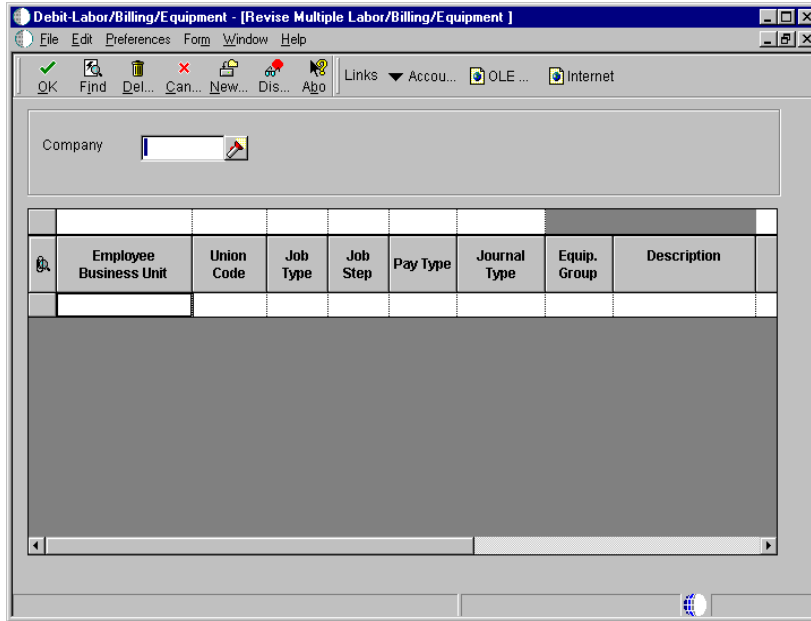 Debit-Labor/Billing/Equipment - [Revise Multiple Labor/Billing/Equipment ]
File Edit Preferences Form Window Help
OK Find Del... Can... New... Dis... Abo Links Accou... OLE ... Internet
Company
Employee Business Unit Union Code Job Type Job Step Pay Type Journal Type Equip. Group Description